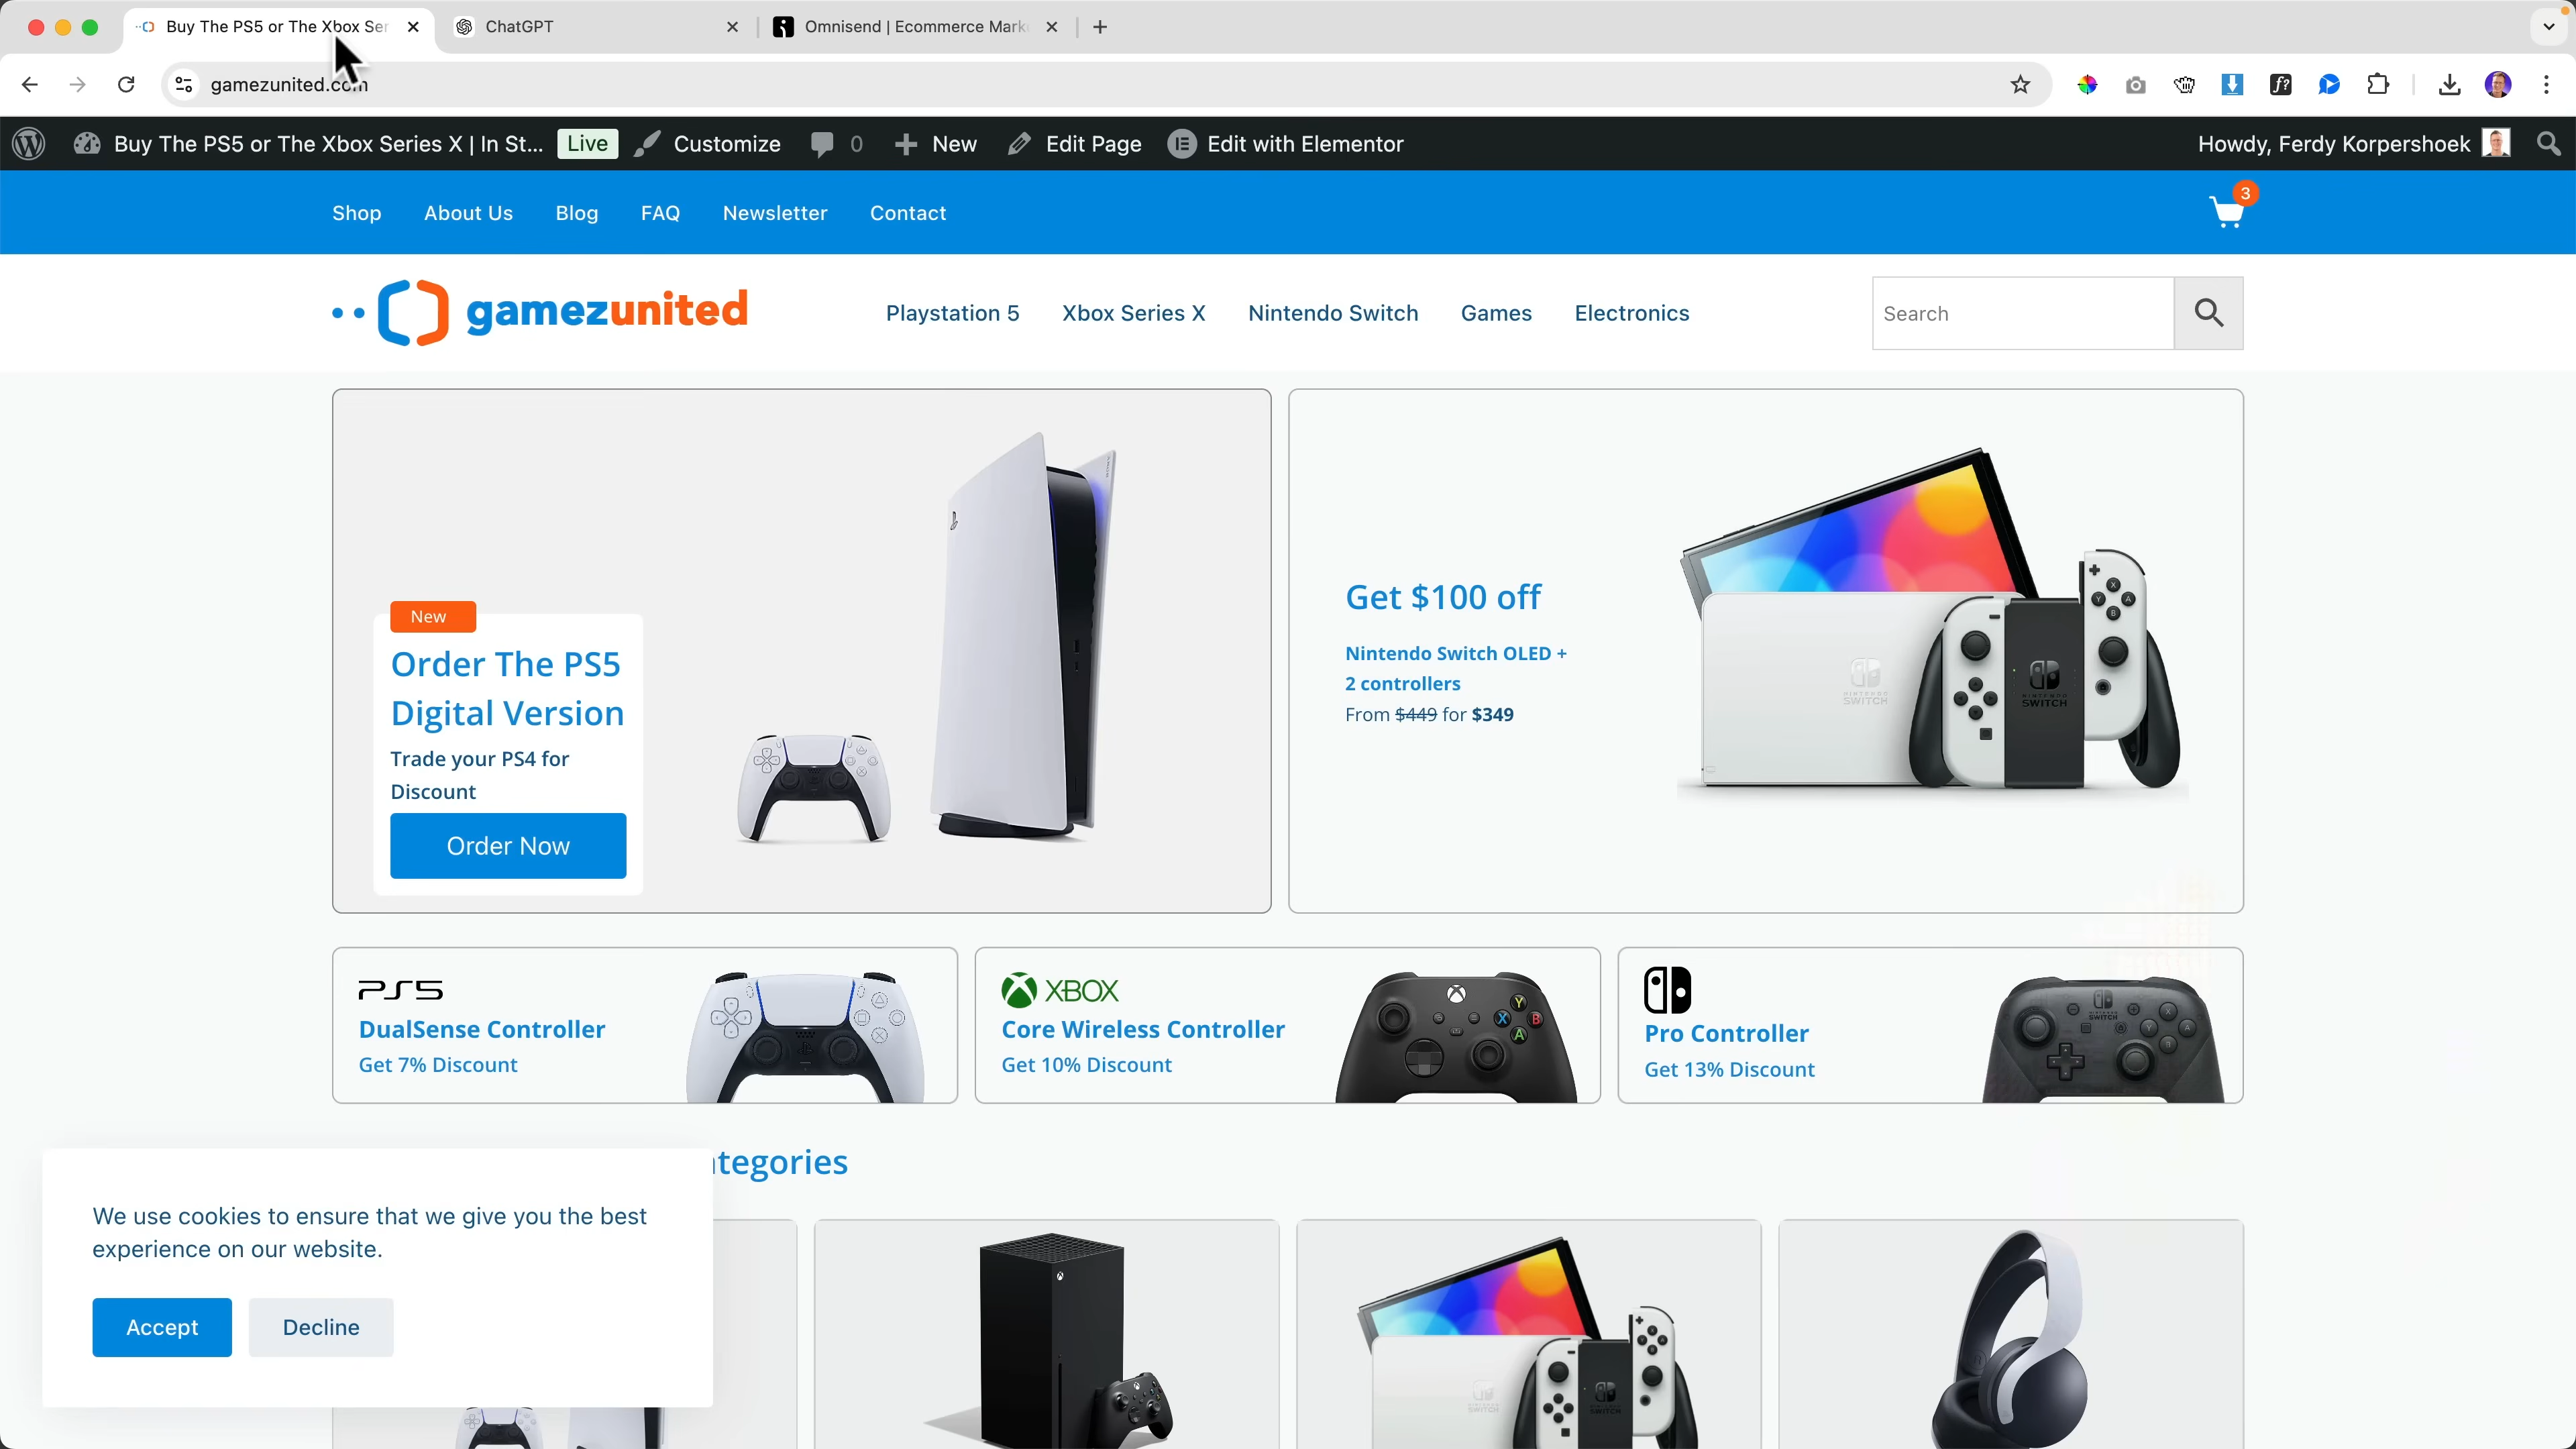 Buy The PS5 or The Xbox Ser
ChatGPT
Omnisend | Ecommerce Mark
gamezunited.com
Buy The PS5 or The Xbox Series X | In St... Live Customize 0 New Edit Page Edit with Elementor
Howdy, Ferdy Korpershoek
Shop About Us Blog FAQ Newsletter Contact
3
gamezunited
Playstation 5 Xbox Series X Nintendo Switch Games Electronics
Search
New
Order The PS5
Digital Version
Trade your PS4 for
Discount
Order Now
Get $100 off
Nintendo Switch OLED +
2 controllers
From $449 for $349
NINTENDO
SWITCH
NINTENDO
SWITCH
PS5
DualSense Controller
Get 7% Discount
XBOX
Core Wireless Controller
Get 10% Discount
Y
X
B
A
Pro Controller
Get 13% Discount
tegories
We use cookies to ensure that we give you the best
experience on our website.
Accept
Decline